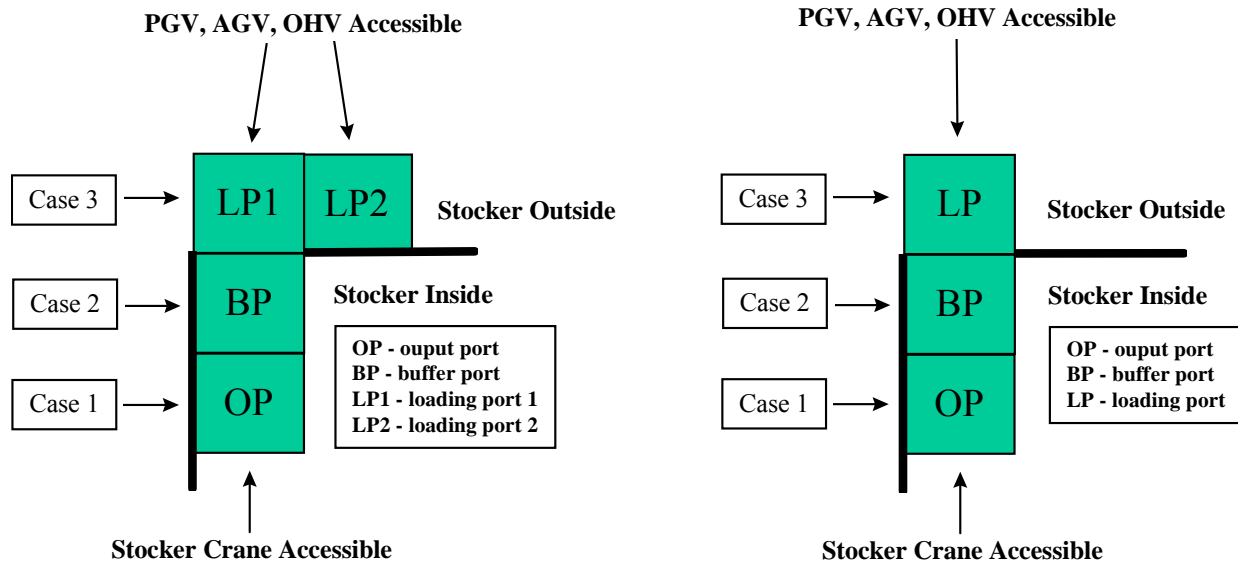 PGV, AGV, OHV Accessible
Case 3
LP1
LP2
Stocker Outside
Case 2
BP
Stocker Inside
OP - ouput port
BP - buffer port
LP1 - loading port 1
LP2 - loading port 2
Case 1
OP
Stocker Crane Accessible
PGV, AGV, OHV Accessible
Case 3
LP
Stocker Outside
Case 2
BP
Stocker Inside
OP - ouput port
BP - buffer port
LP - loading port
Case 1
OP
Stocker Crane Accessible